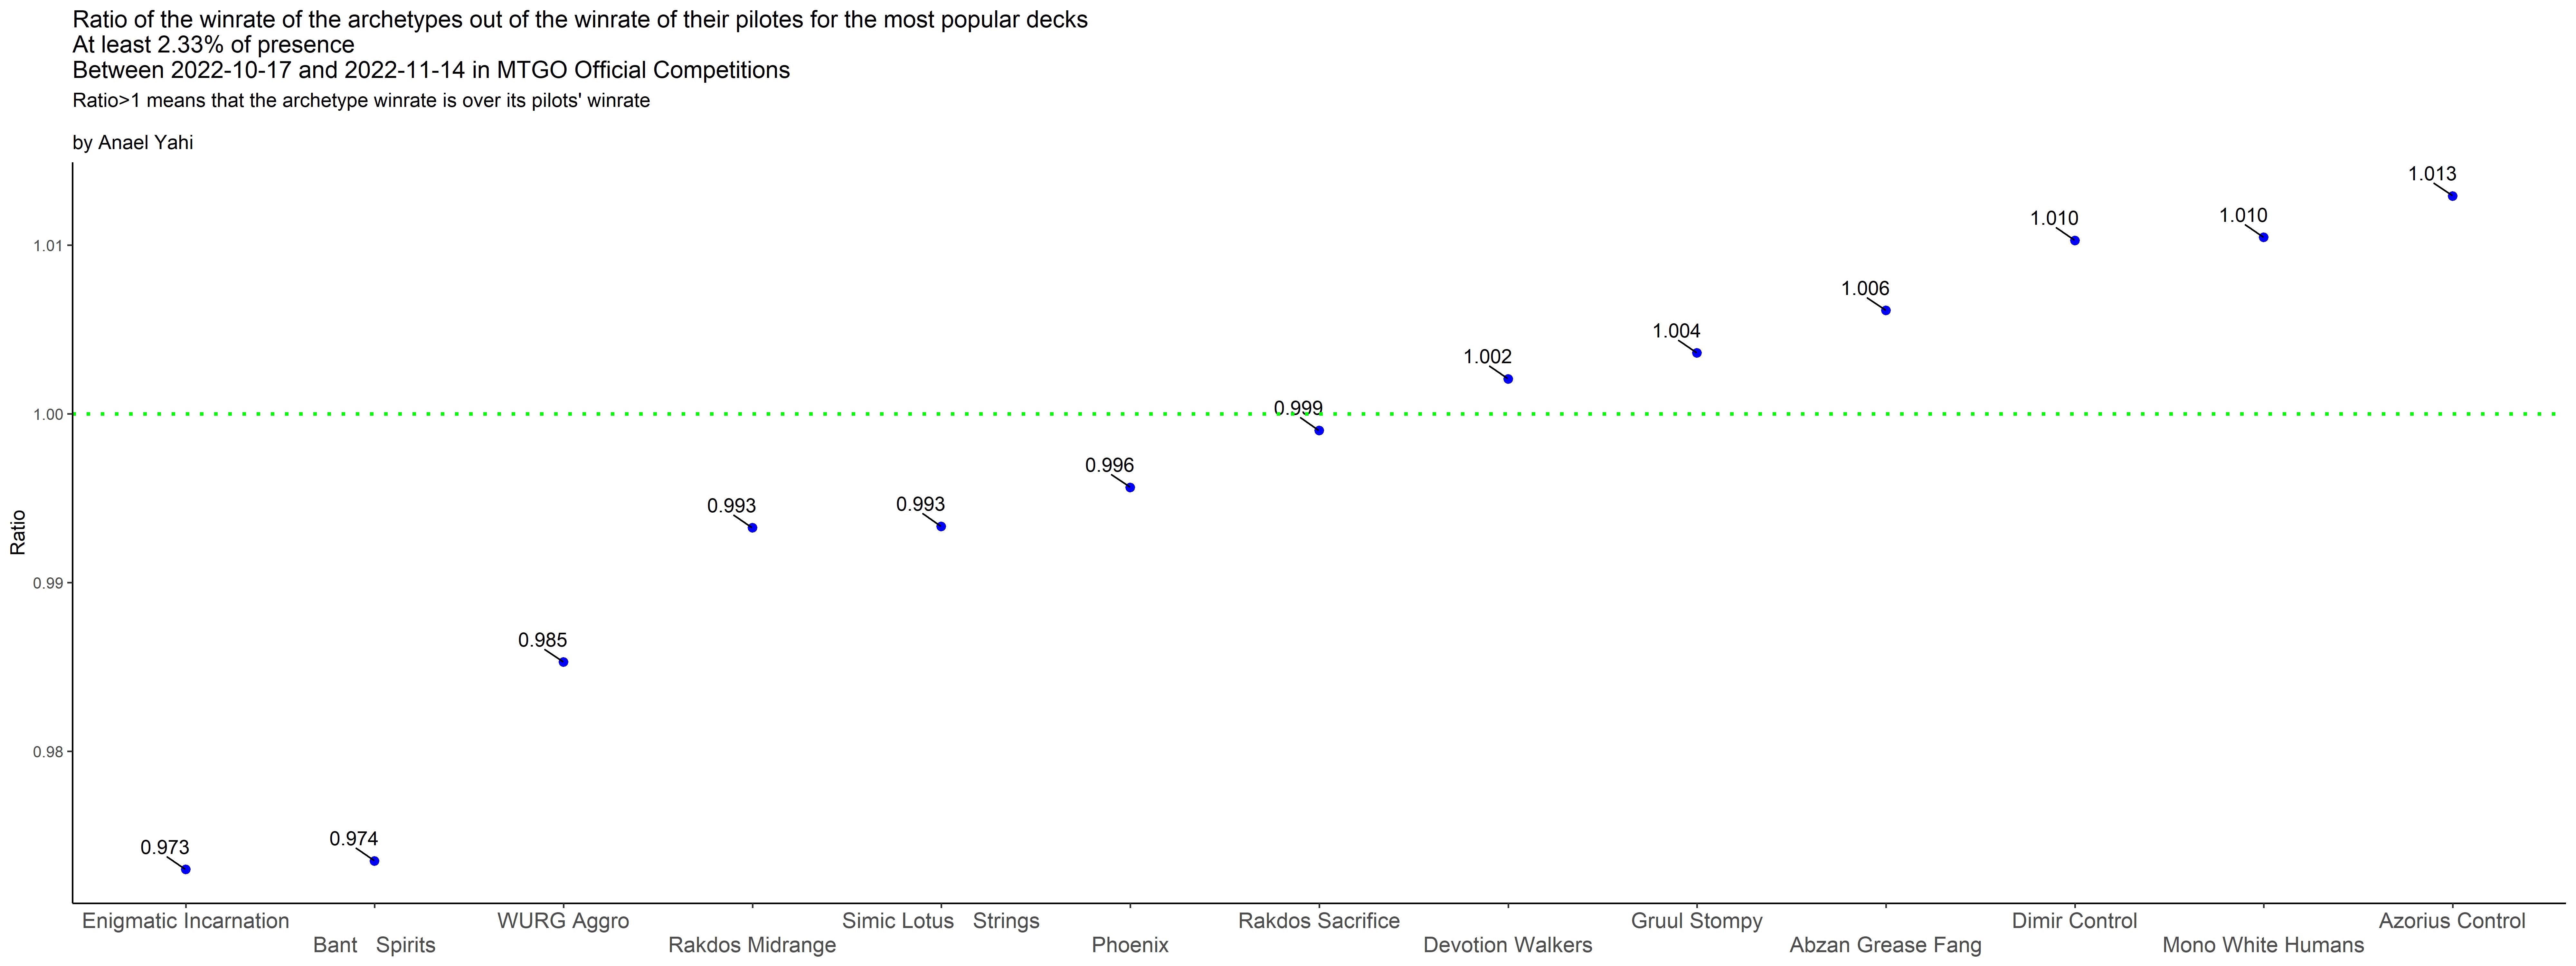 Ratio of the winrate of the archetypes out of the winrate of their pilotes for the most popular decks
At least 2.33% of presence
Between 2022-10-17 and 2022-11-14 in MTGO Official Competitions
Ratio>1 means that the archetype winrate is over its pilots' winrate
by Anael Yahi
1.013
1.010
1.010
1.01
1.006
1.004
1.002
0.999
1.00
0.996
0.993
0.993
Ratio
0.99
0.985
0.98
0.974
0.973
Enigmatic Incarnation
Bant Spirits
WURG Aggro
Rakdos Midrange
Simic Lotus Strings
Phoenix
Rakdos Sacrifice
Devotion Walkers
Gruul Stompy
Abzan Grease Fang
Dimir Control
Mono White Humans
Azorius Control